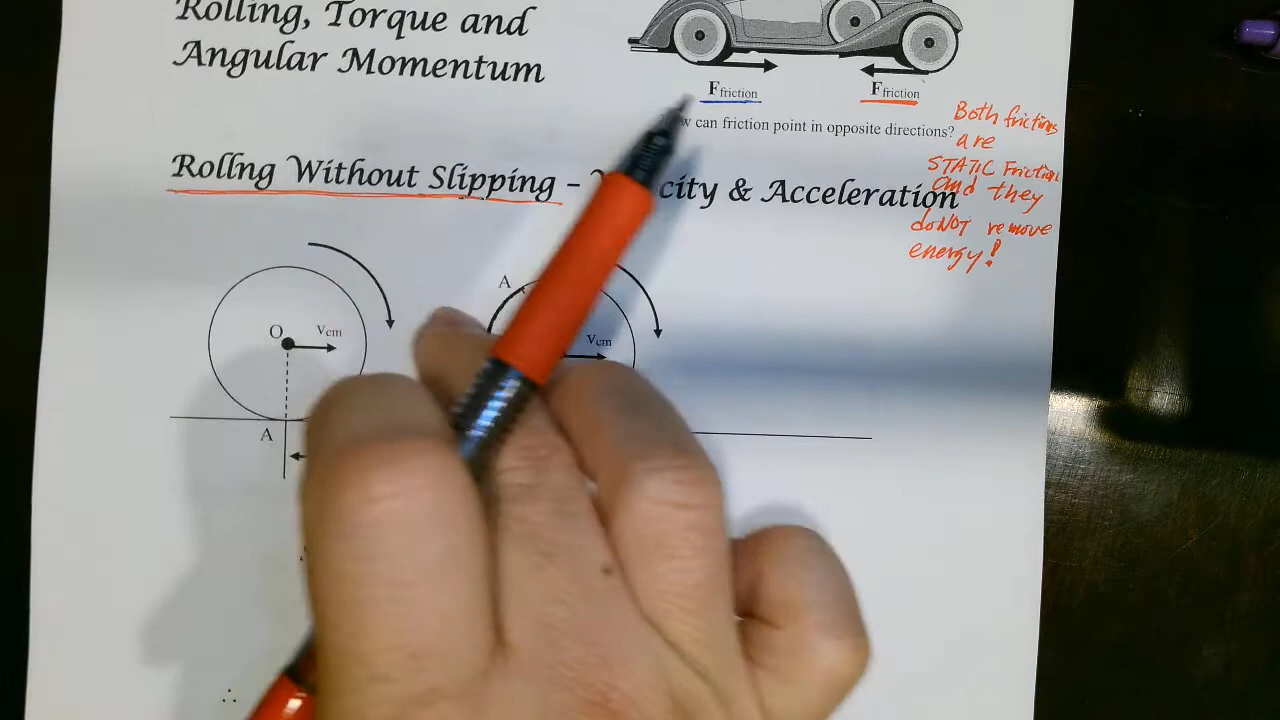 Rolling, Torque and
Angular Momentum
Ffriction
Ffriction
can friction point in opposite directions?
Both frictions
are
STATIC Friction
and they
do NOT remove
energy!
Rollng Without Slipping – city & Acceleration
O
vcm
A
A
vcm
∴